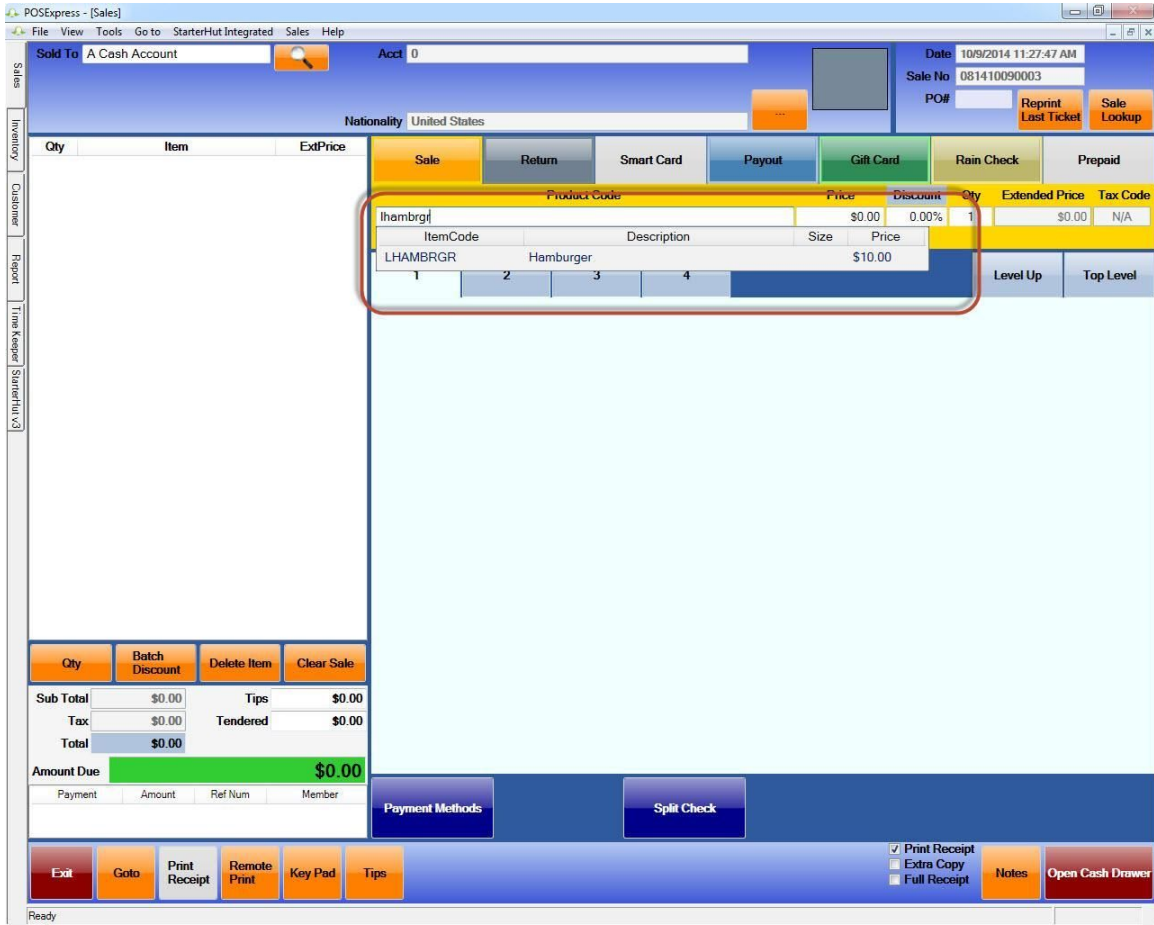 POSExpress - [Sales]
File View Tools Go to StarterHut Integrated Sales Help
Sales
Inventory
Customer
Report
Time Keeper
StarterHut v3
Sold To A Cash Account
Acct 0
Nationality United States
...
Date 10/9/2014 11:27:47 AM
Sale No 081410090003
PO#
Reprint
Last Ticket
Sale
Lookup
Qty Item ExtPrice
Sale Return Smart Card Payout Gift Card Rain Check Prepaid
Product Code Price Discount Qty Extended Price Tax Code
lhambrgr $0.00 0.00% 1 $0.00 N/A
ItemCode Description Size Price
LHAMBRGR Hamburger $10.00
1 2 3 4 Level Up Top Level
Qty
Batch
Discount
Delete Item
Clear Sale
Sub Total $0.00 Tips $0.00
Tax $0.00 Tendered $0.00
Total $0.00
Amount Due $0.00
Payment Amount Ref Num Member
Payment Methods
Split Check
Exit
Goto
Print
Receipt
Remote
Print
Key Pad
Tips
Print Receipt
Extra Copy
Full Receipt
Notes
Open Cash Drawer
Ready